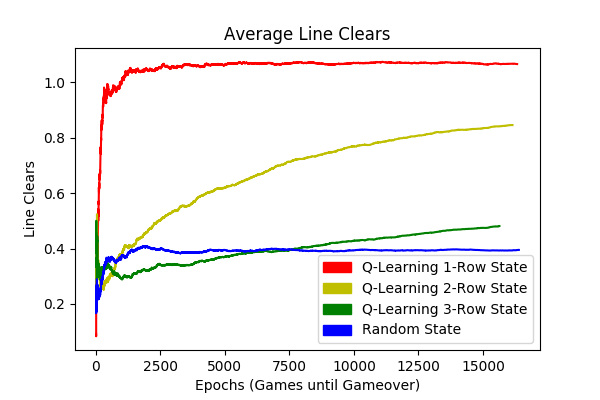 Average Line Clears
Line Clears
1.0
0.8
0.6
0.4
0.2
0
2500
5000
7500
10000
12500
15000
Epochs (Games until Gameover)
Q-Learning 1-Row State
Q-Learning 2-Row State
Q-Learning 3-Row State
Random State